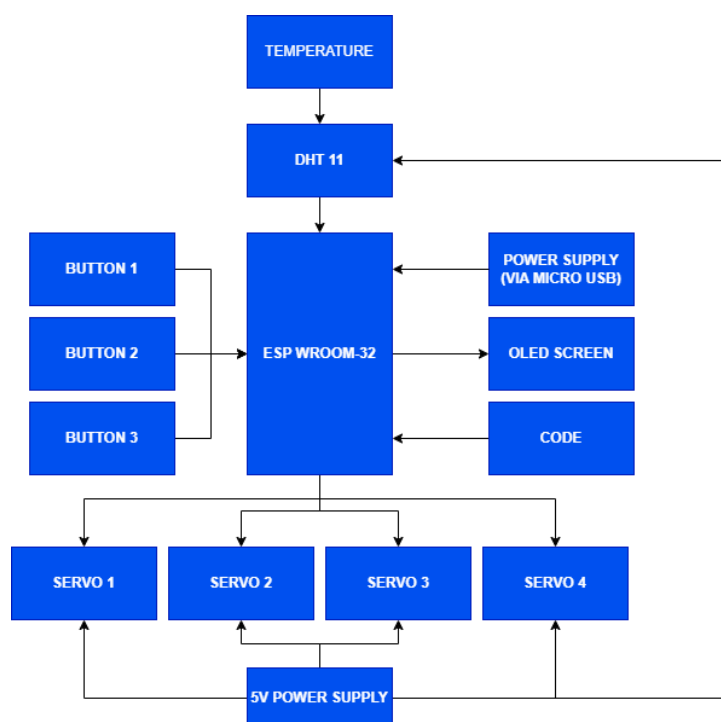 TEMPERATURE
DHT 11
BUTTON 1
BUTTON 2
BUTTON 3
ESP WROOM-32
POWER SUPPLY
(VIA MICRO USB)
OLED SCREEN
CODE
SERVO 1
SERVO 2
SERVO 3
SERVO 4
5V POWER SUPPLY